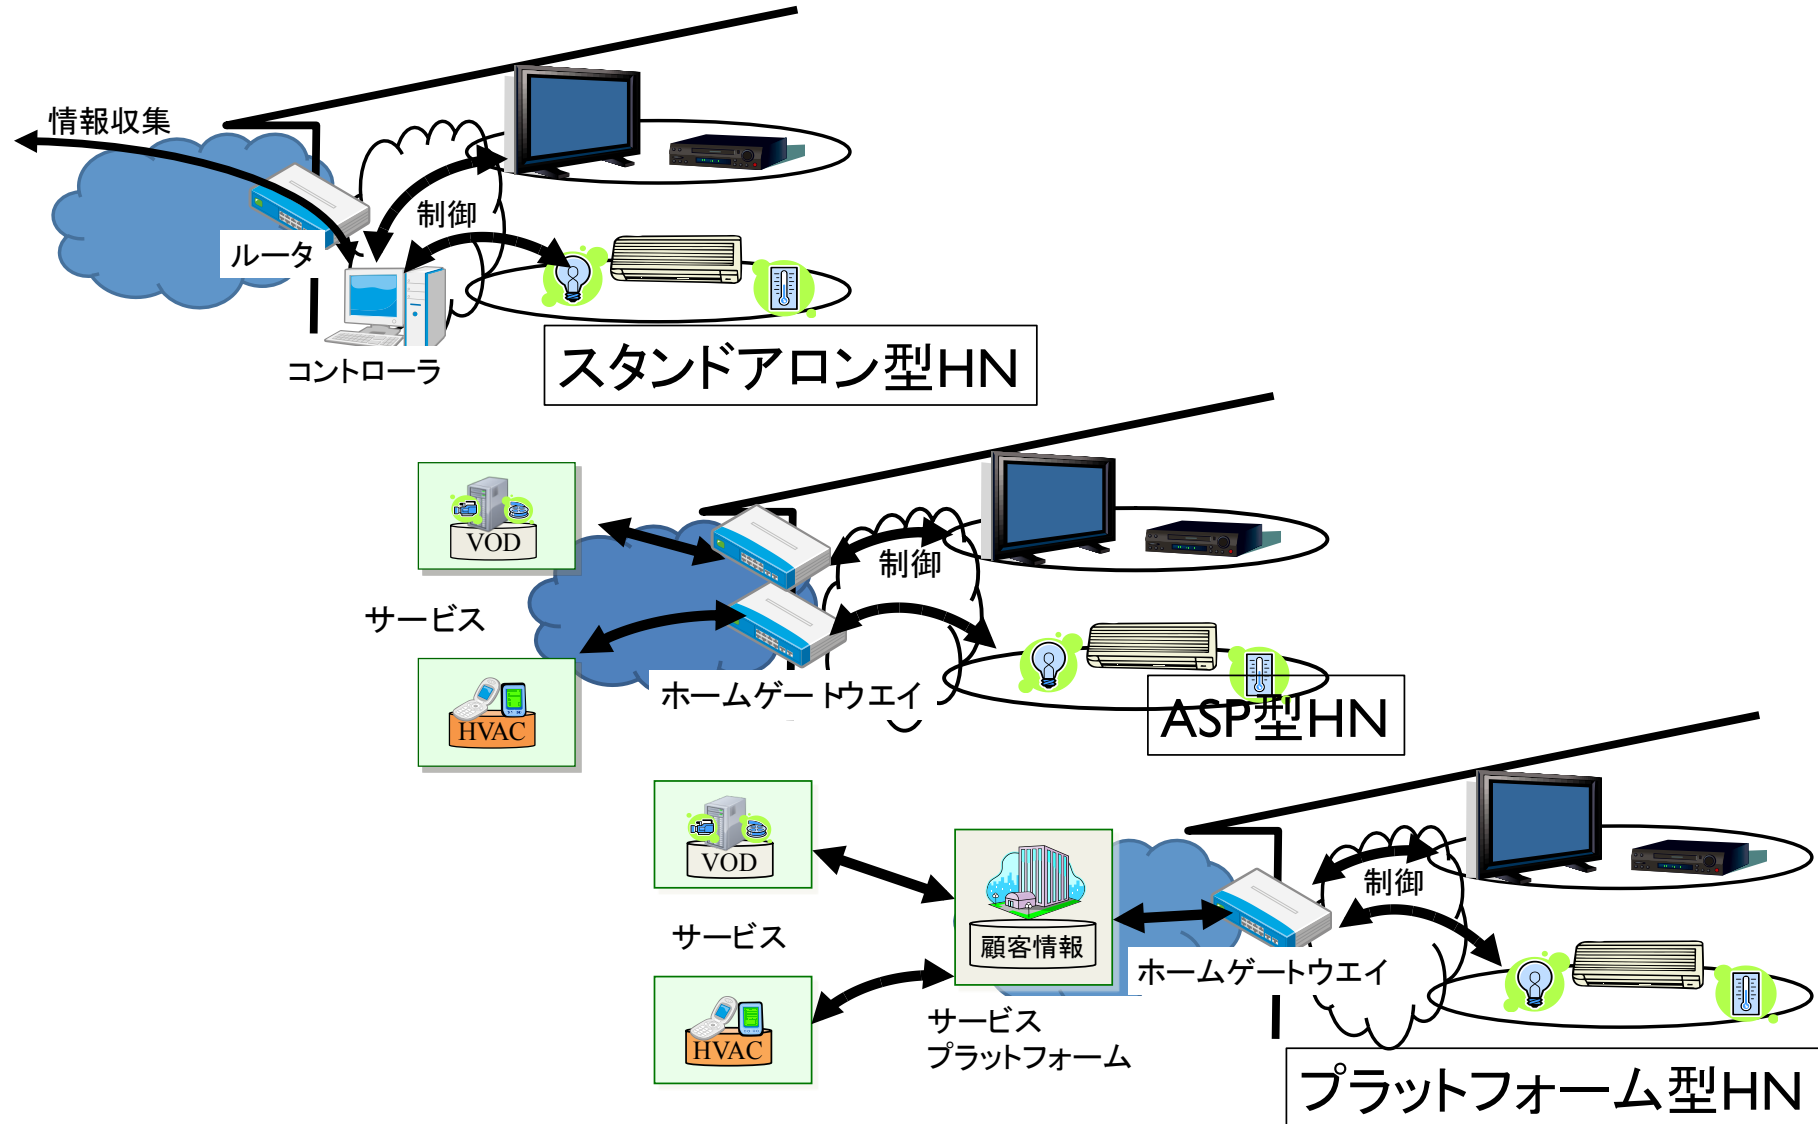 情報収集
制御
ルータ
コントローラ
スタンドアロン型HN
VOD
制御
サービス
ホームゲートウエイ
HVAC
ASP型HN
VOD
制御
サービス
顧客情報
ホームゲートウエイ
HVAC
サービス
プラットフォーム
プラットフォーム型HN